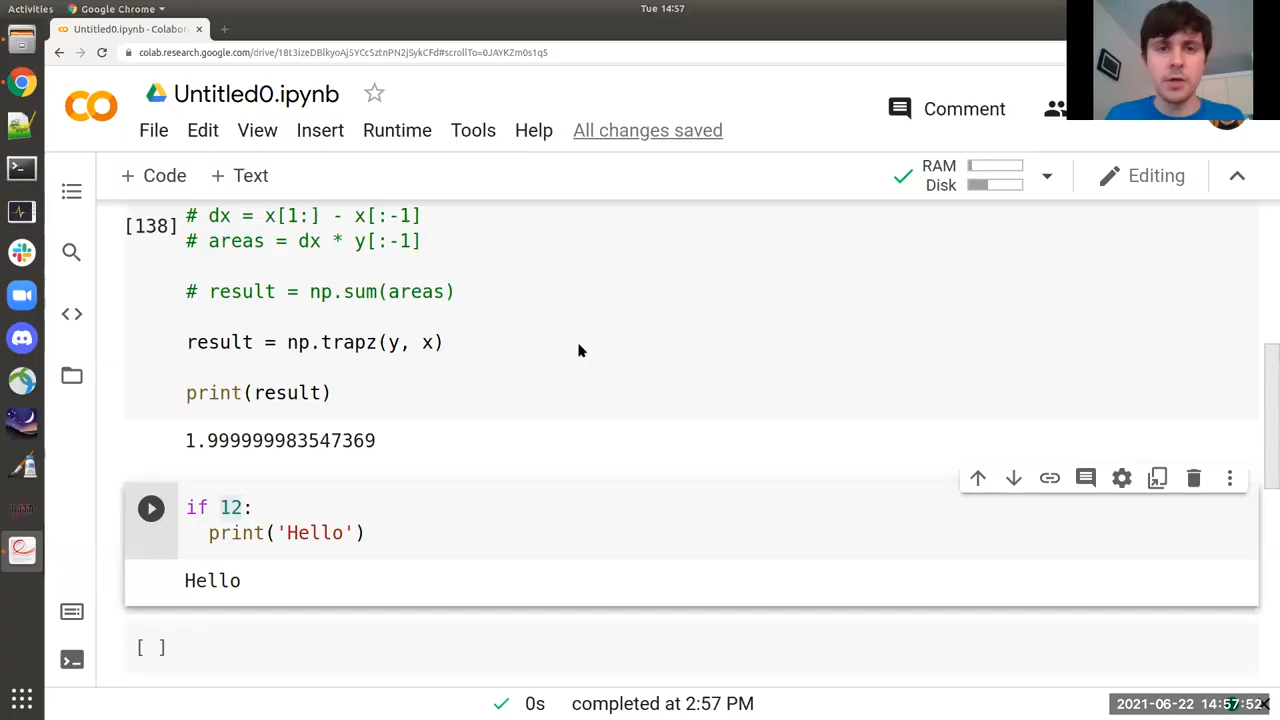 Activities
Google Chrome
Tue 14:57
Untitled0.ipynb - Colabor
colab.research.google.com/drive/18t3izeDBlkyoAj5YCcSztnPN2jSykCFd#scrollTo=0JAYKZm0s1q5
Untitled0.ipynb
Comment
File Edit View Insert Runtime Tools Help All changes saved
+ Code + Text
RAM
Disk
Editing
[138]
# dx = x[1:] - x[:-1]
# areas = dx * y[:-1]
# result = np.sum(areas)
result = np.trapz(y, x)
print(result)
1.999999983547369
if 12:
print('Hello')
Hello
[ ]
0s completed at 2:57 PM
2021-06-22 14:57:52